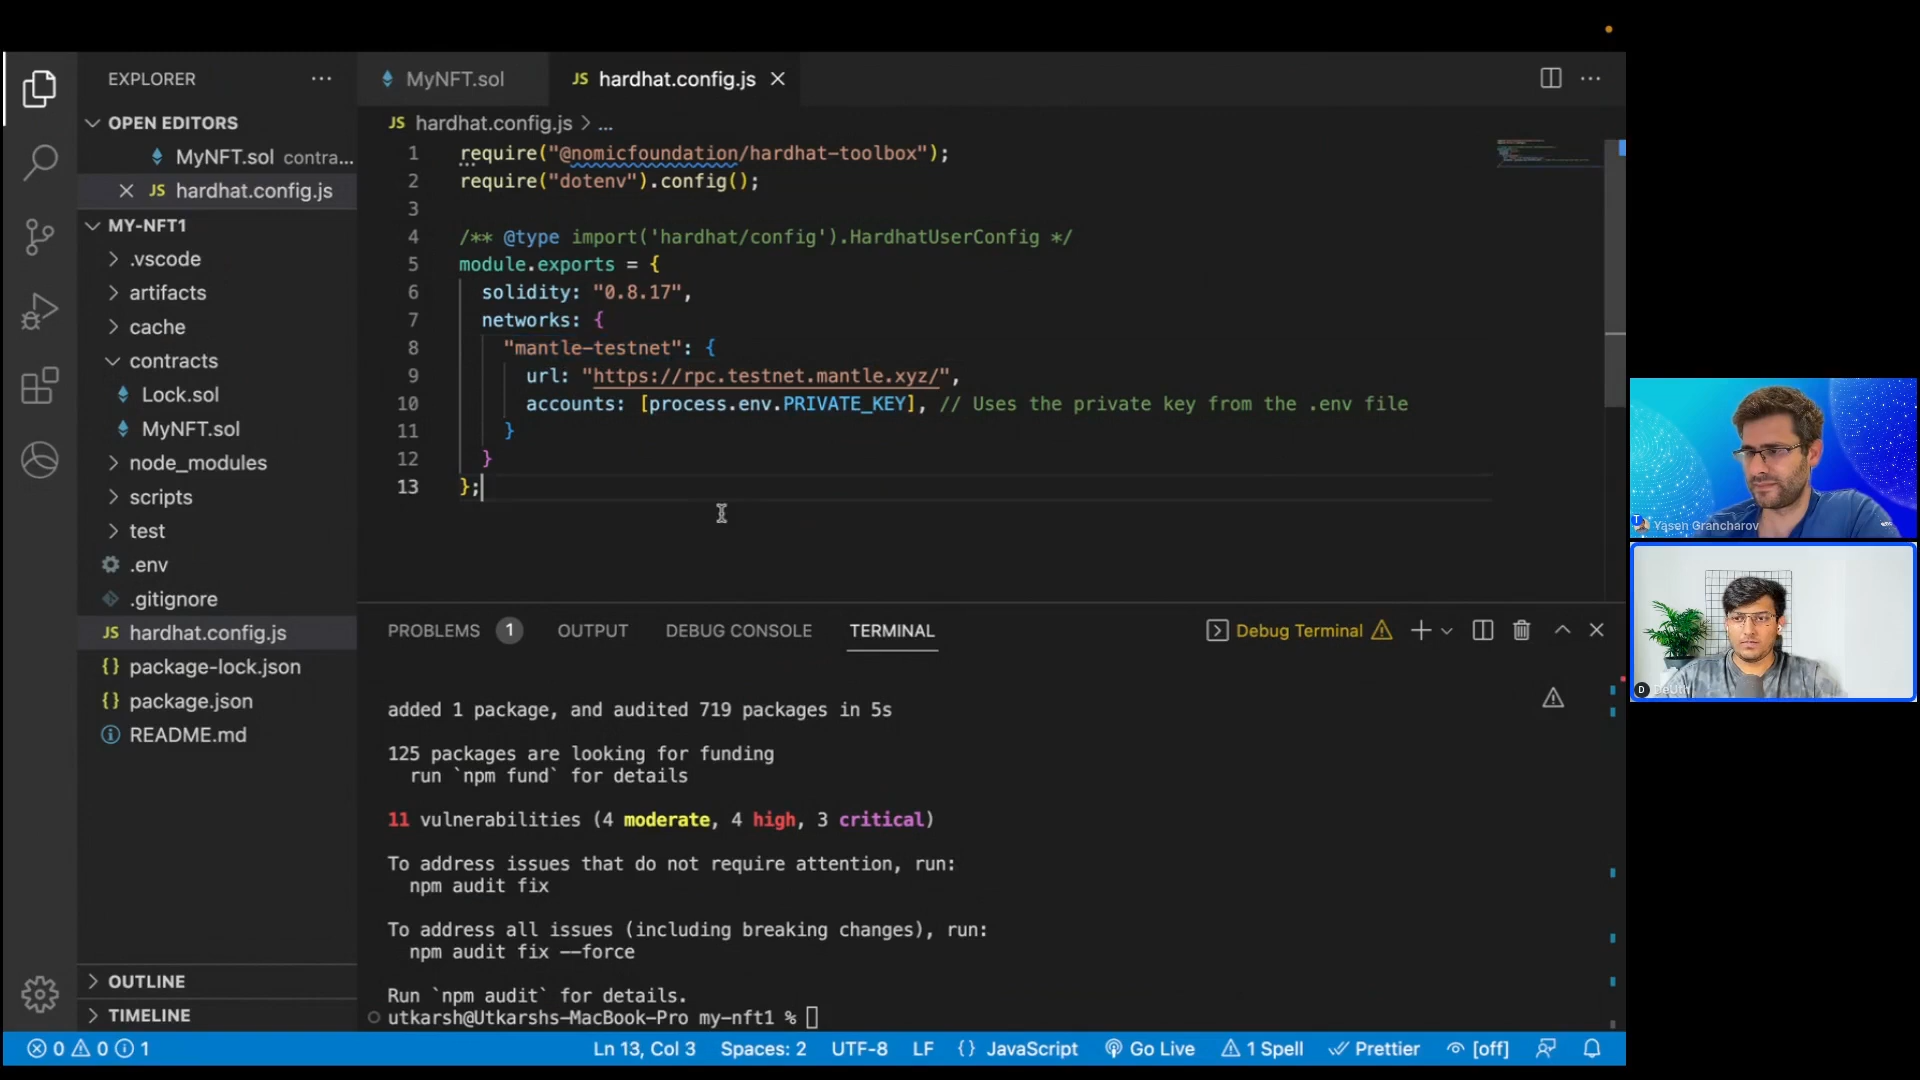 EXPLORER
OPEN EDITORS
MyNFT.sol contra...
JS hardhat.config.js
MY-NFT1
.vscode
artifacts
cache
contracts
Lock.sol
MyNFT.sol
node_modules
scripts
test
.env
.gitignore
JS hardhat.config.js
{} package-lock.json
{} package.json
README.md
OUTLINE
TIMELINE
MyNFT.sol
JS hardhat.config.js
JS hardhat.config.js > ...
1 require("@nomicfoundation/hardhat-toolbox");
2 require("dotenv").config();
3
4 /** @type import('hardhat/config').HardhatUserConfig */
5 module.exports = {
6 solidity: "0.8.17",
7 networks: {
8 "mantle-testnet": {
9 url: "https://rpc.testnet.mantle.xyz/",
10 accounts: [process.env.PRIVATE_KEY], // Uses the private key from the .env file
11 }
12 }
13 };
PROBLEMS 1 OUTPUT DEBUG CONSOLE TERMINAL
Debug Terminal
added 1 package, and audited 719 packages in 5s
125 packages are looking for funding
run `npm fund` for details
11 vulnerabilities (4 moderate, 4 high, 3 critical)
To address issues that do not require attention, run:
npm audit fix
To address all issues (including breaking changes), run:
npm audit fix --force
Run `npm audit` for details.
utkarsh@Utkarshs-MacBook-Pro my-nft1 %
0 0 1
Ln 13, Col 3 Spaces: 2 UTF-8 LF {} JavaScript Go Live 1 Spell Prettier [off]
Yasen Grancharov
D